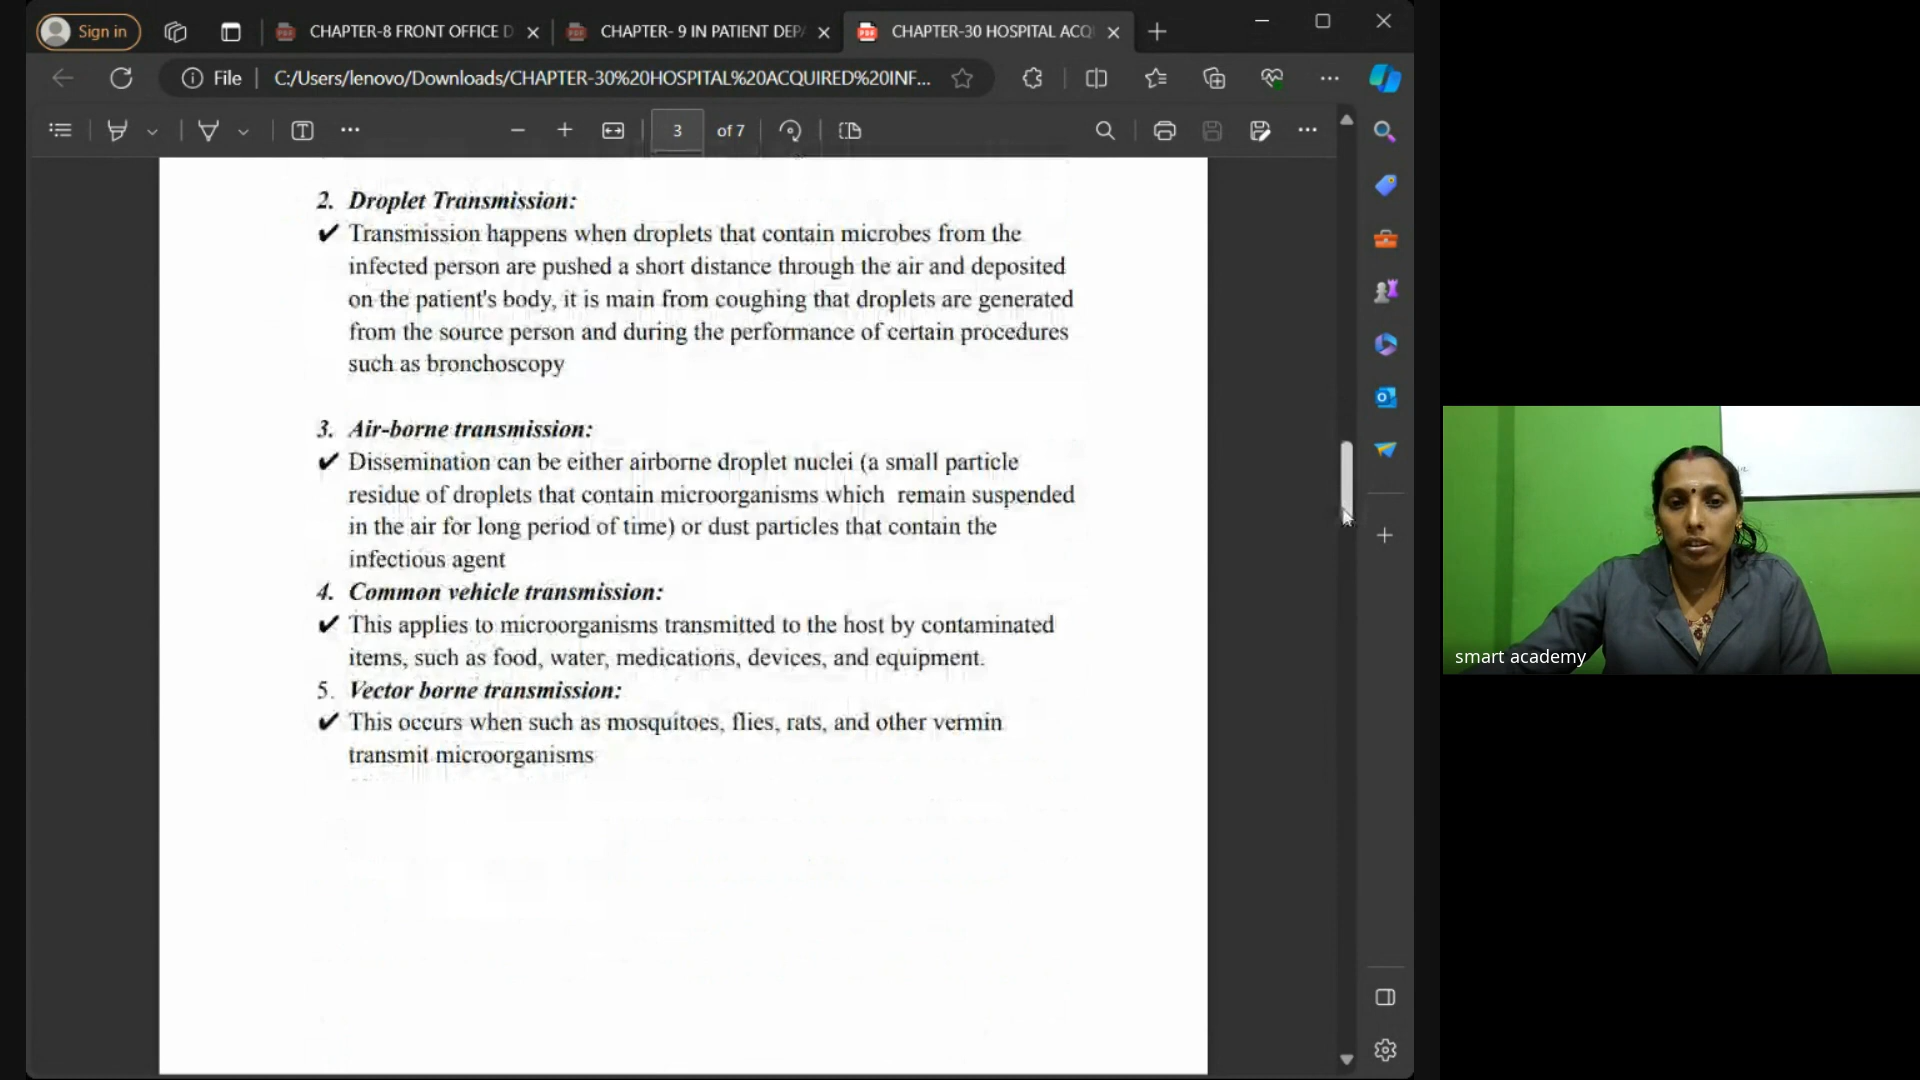 Sign in
CHAPTER-8 FRONT OFFICE D
CHAPTER- 9 IN PATIENT DEPA
CHAPTER-30 HOSPITAL ACQ
File
C:/Users/lenovo/Downloads/CHAPTER-30%20HOSPITAL%20ACQUIRED%20INF...
3 of 7
2. Droplet Transmission:
✔ Transmission happens when droplets that contain microbes from the
infected person are pushed a short distance through the air and deposited
on the patient's body, it is main from coughing that droplets are generated
from the source person and during the performance of certain procedures
such as bronchoscopy
3. Air-borne transmission:
✔ Dissemination can be either airborne droplet nuclei (a small particle
residue of droplets that contain microorganisms which remain suspended
in the air for long period of time) or dust particles that contain the
infectious agent
4. Common vehicle transmission:
✔ This applies to microorganisms transmitted to the host by contaminated
items, such as food, water, medications, devices, and equipment.
5. Vector borne transmission:
✔ This occurs when such as mosquitoes, flies, rats, and other vermin
transmit microorganisms
smart academy